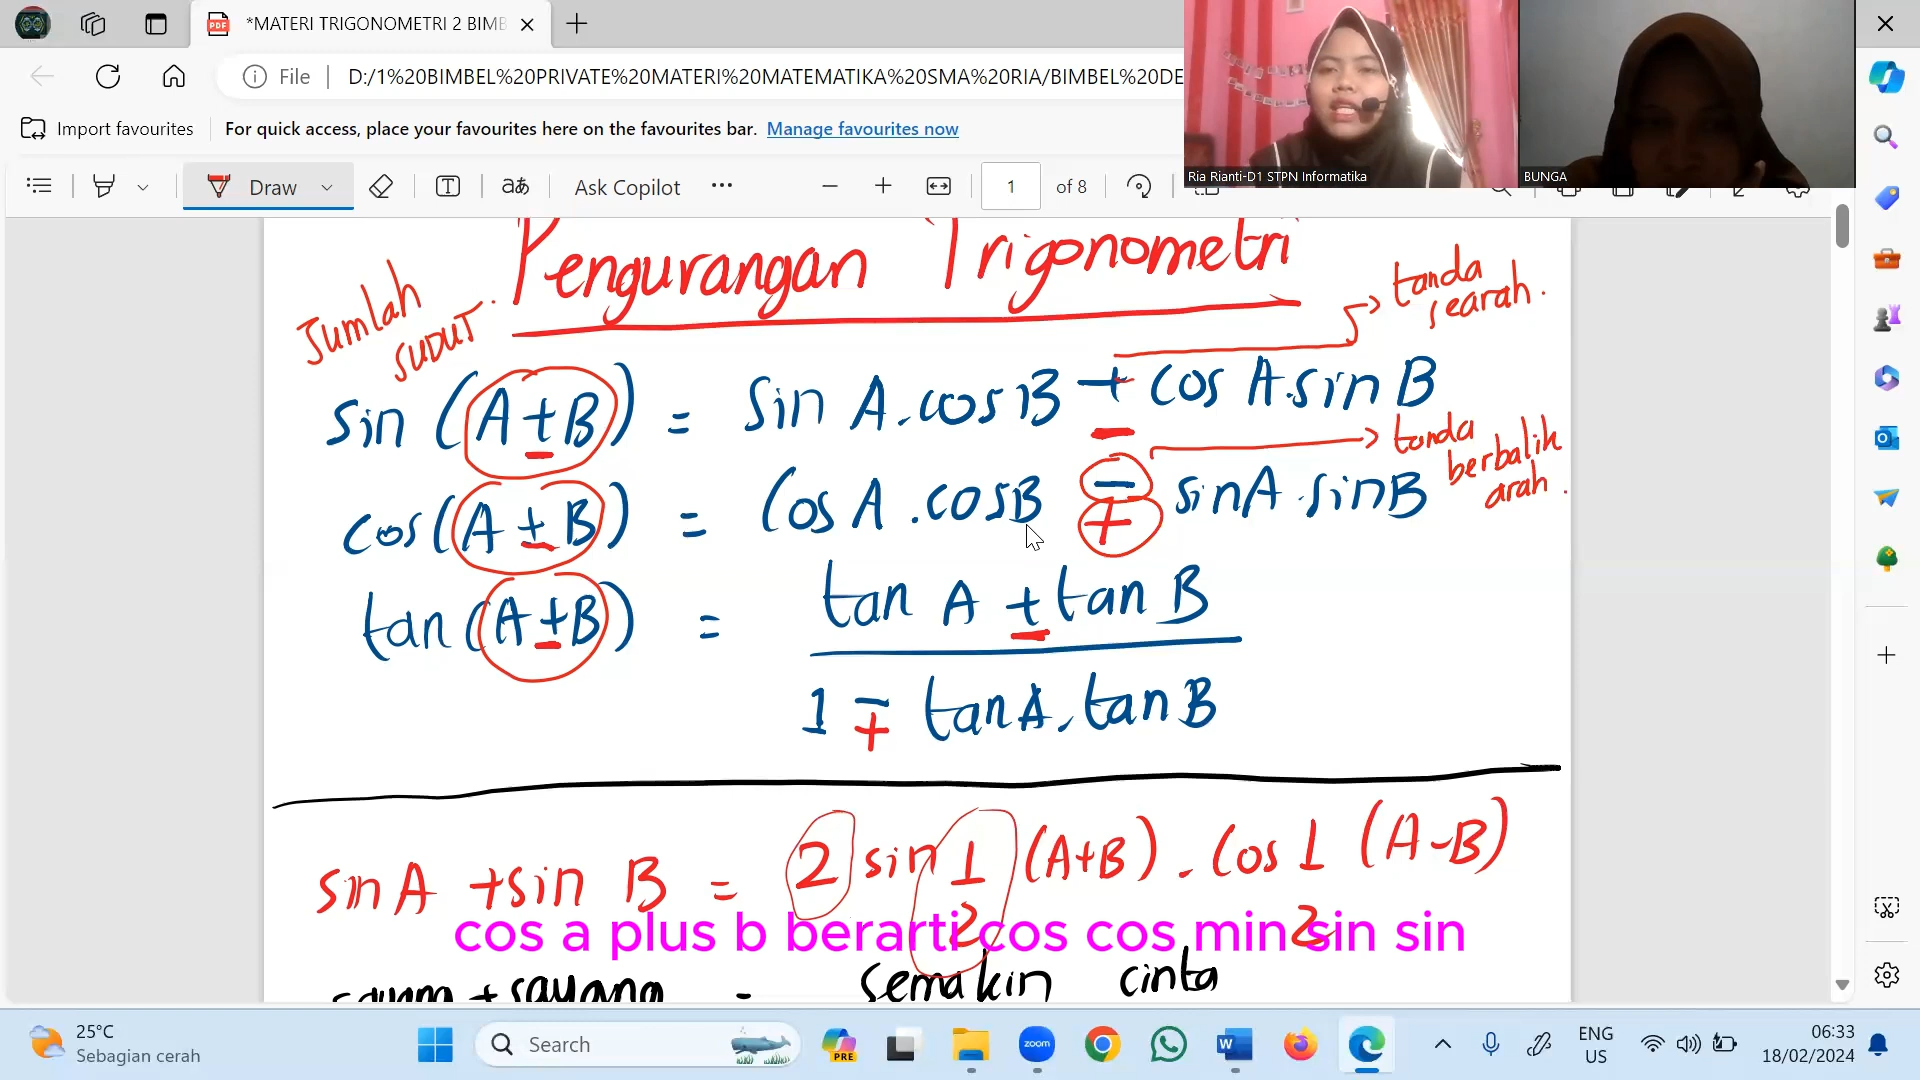 *MATERI TRIGONOMETRI 2 BIMB
File
D:/1%20BIMBEL%20PRIVATE%20MATERI%20MATEMATIKA%20SMA%20RIA/BIMBEL%20DE
Import favourites
For quick access, place your favourites here on the favourites bar. Manage favourites now
Draw
Ask Copilot
1 of 8
Ria Rianti-D1 STPN Informatika
BUNGA
Pengurangan Trigonometri
Jumlah
SUDUT
tanda
searah.
sin (A±B) = sin A.cos B ± cos A.sin B
tanda
berbalik
arah.
cos(A±B) = cos A.cos B ∓ sin A.sin B
tan(A±B) = tan A ± tan B
1 ∓ tan A.tan B
sin A + sin B = 2 sin 1 (A+B) . cos 1 (A-B)
2 2
cos a plus b berarti cos cos min sin sin
sayang + sayang = semakin cinta
25°C
Sebagian cerah
Search
PRE
zoom
ENG
US
06:33
18/02/2024